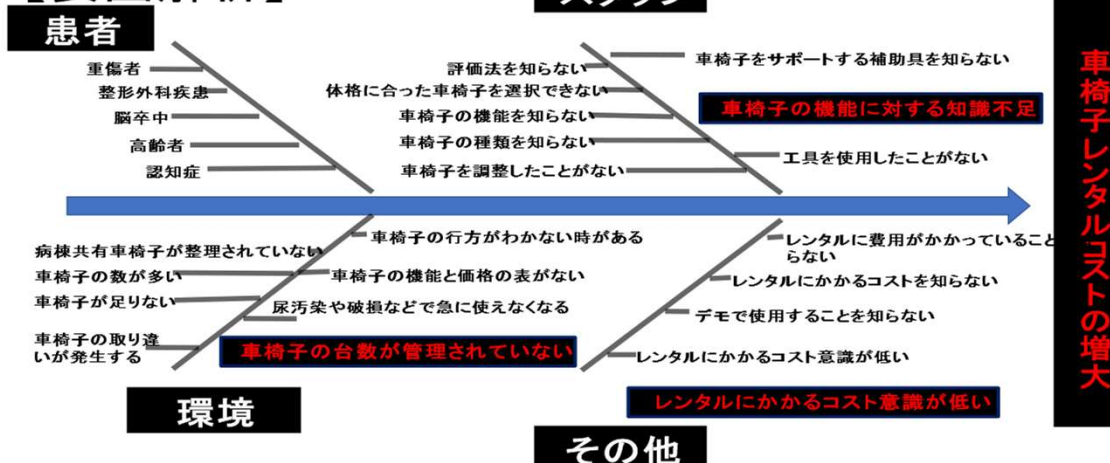 患者
重傷者
整形外科疾患
脳卒中
高齢者
認知症
評価法を知らない
体格に合った車椅子を選択できない
車椅子の機能を知らない
車椅子の種類を知らない
車椅子を調整したことがない
車椅子をサポートする補助具を知らない
車椅子の機能に対する知識不足
工具を使用したことがない
車椅子レンタルコストの増大
病棟共有車椅子が整理されていない
車椅子の数が多い
車椅子が足りない
車椅子の取り違
いが発生する
車椅子の行方がわかない時がある
車椅子の機能と価格の表がない
尿汚染や破損などで急に使えなくなる
車椅子の台数が管理されていない
環境
レンタルに費用がかかっていること
らない
レンタルにかかるコストを知らない
デモで使用することを知らない
レンタルにかかるコスト意識が低い
レンタルにかかるコスト意識が低い
その他